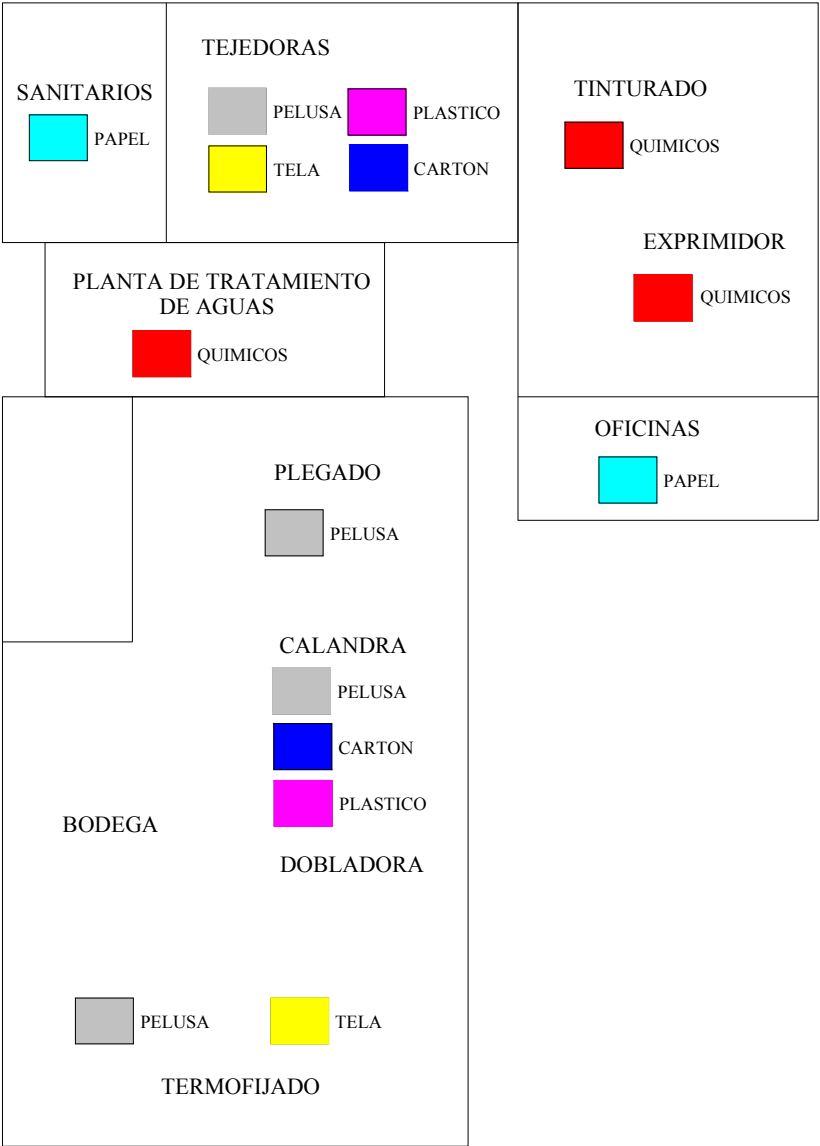 TEJEDORAS
SANITARIOS
PAPEL
PELUSA
PLASTICO
TELA
CARTON
TINTURADO
QUIMICOS
EXPRIMIDOR
QUIMICOS
PLANTA DE TRATAMIENTO
DE AGUAS
QUIMICOS
OFICINAS
PAPEL
PLEGADO
PELUSA
CALANDRA
PELUSA
CARTON
PLASTICO
BODEGA
DOBLADORA
PELUSA
TELA
TERMOFIJADO